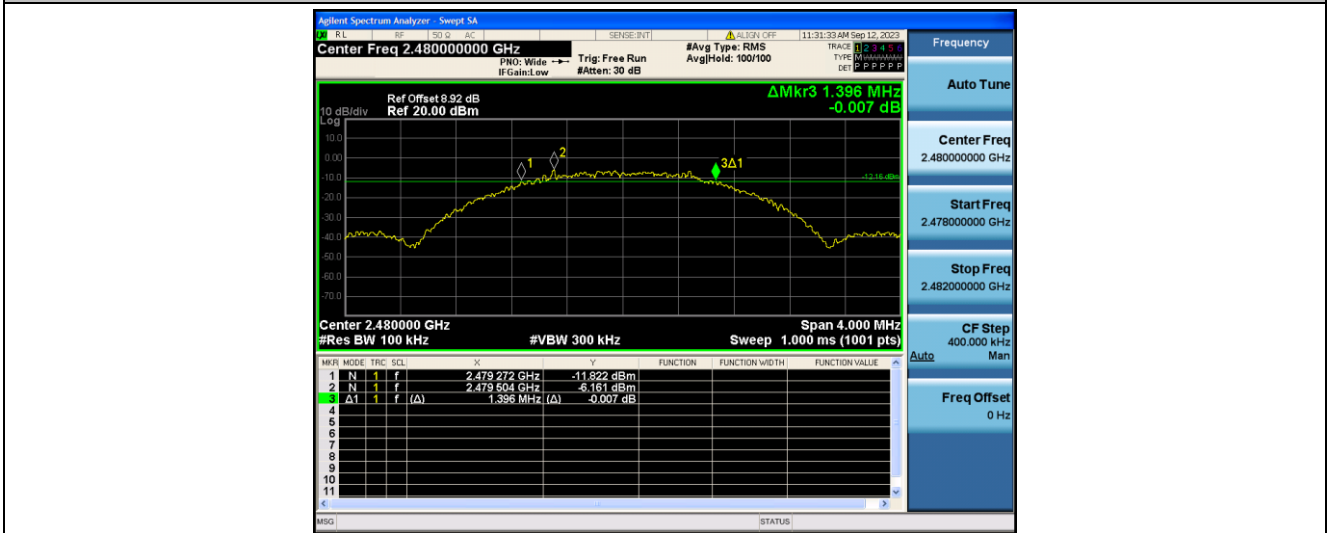 Agilent Spectrum Analyzer - Swept SA
RL RF 50 Ω AC SENSE:INT ALIGN OFF 11:31:33 AM Sep 12, 2023
Center Freq 2.480000000 GHz
PNO: Wide
IFGain:Low
Trig: Free Run
#Atten: 30 dB
#Avg Type: RMS
Avg|Hold: 100/100
TRACE 1 2 3 4 5 6
TYPE M
DET P P P P P P
ΔMkr3 1.396 MHz
-0.007 dB
Ref Offset 8.92 dB
10 dB/div Ref 20.00 dBm
Log
10.0
0.00
-10.0
-20.0
-30.0
-40.0
-50.0
-60.0
-70.0
1
2
3Δ1
-12.16 dBm
Center 2.480000 GHz Span 4.000 MHz
#Res BW 100 kHz #VBW 300 kHz Sweep 1.000 ms (1001 pts)
MKR MODE TRC SCL X Y FUNCTION FUNCTION WIDTH FUNCTION VALUE
1 N 1 f 2.479 272 GHz -11.822 dBm
2 N 1 f 2.479 504 GHz -6.161 dBm
3 Δ1 1 f (Δ) 1.396 MHz (Δ) -0.007 dB
4
5
6
7
8
9
10
11
MSG STATUS
Frequency
Auto Tune
Center Freq
2.480000000 GHz
Start Freq
2.478000000 GHz
Stop Freq
2.482000000 GHz
CF Step
400.000 kHz
Auto Man
Freq Offset
0 Hz